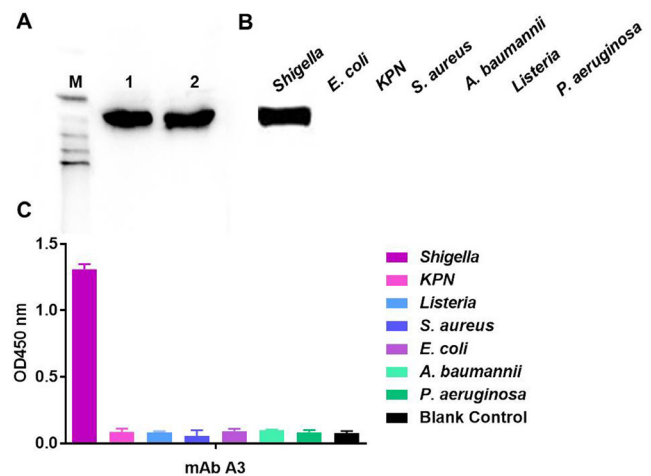 A
B
M 1 2
Shigella E. coli KPN S. aureus A. baumannii Listeria P. aeruginosa
C
1.5
1.0
0.5
0.0
OD450 nm
mAb A3
Shigella
KPN
Listeria
S. aureus
E. coli
A. baumannii
P. aeruginosa
Blank Control